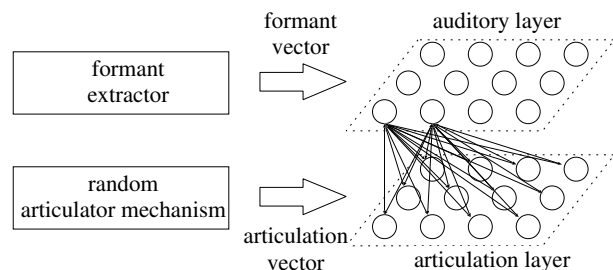 formant
extractor
formant
vector
auditory layer
random
articulator mechanism
articulation
vector
articulation layer